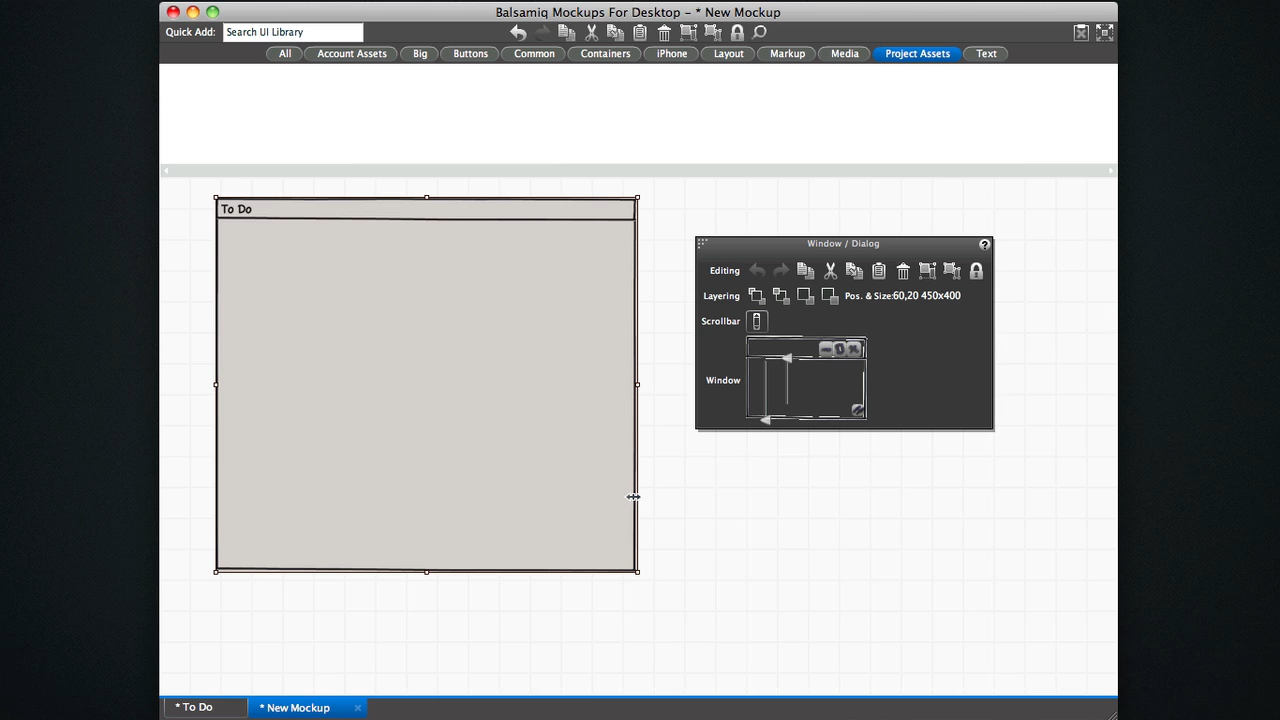 Balsamiq Mockups For Desktop - * New Mockup
Quick Add: Search UI Library
All Account Assets Big Buttons Common Containers iPhone Layout Markup Media Project Assets Text
To Do
Window / Dialog ?
Editing
Layering Pos. & Size:60,20 450x400
Scrollbar
Window
* To Do * New Mockup